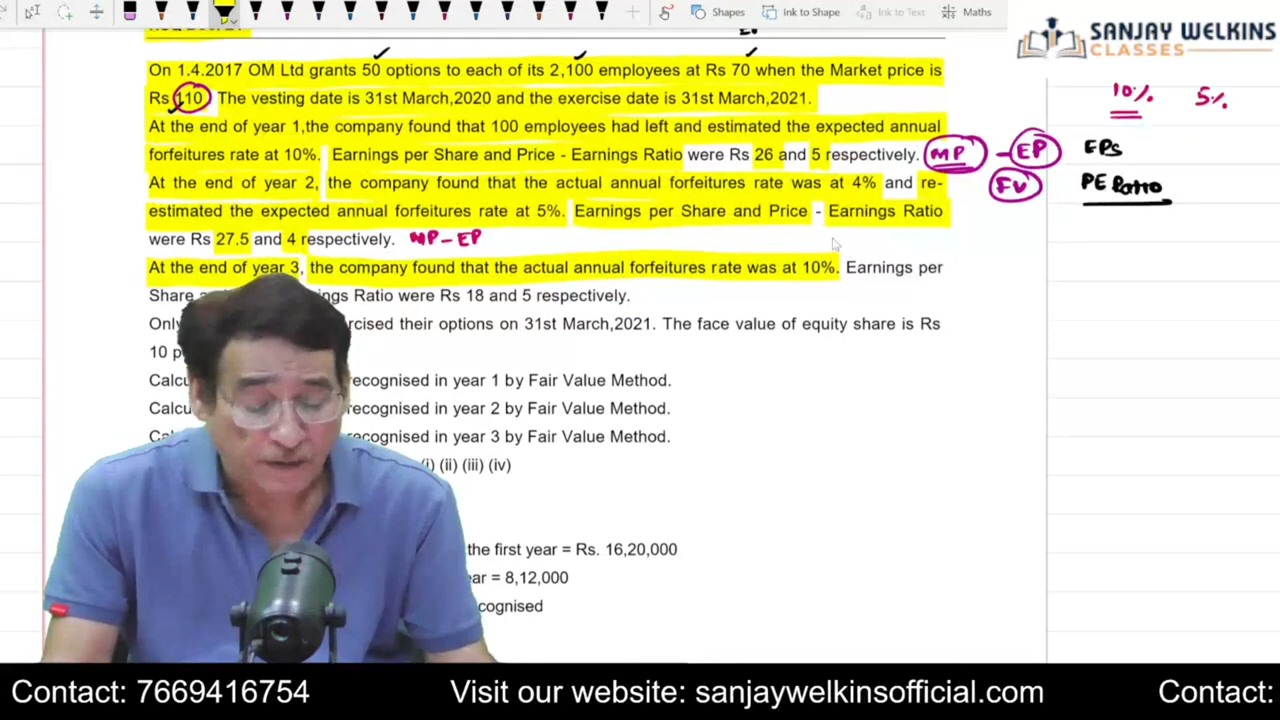 Shapes Ink to Shape Ink to Text Maths
SANJAY WELKINS
CLASSES
On 1.4.2017 OM Ltd grants 50 options to each of its 2,100 employees at Rs 70 when the Market price is
Rs 110 The vesting date is 31st March,2020 and the exercise date is 31st March,2021.
At the end of year 1,the company found that 100 employees had left and estimated the expected annual
forfeitures rate at 10%. Earnings per Share and Price - Earnings Ratio were Rs 26 and 5 respectively.
At the end of year 2, the company found that the actual annual forfeitures rate was at 4% and re-
estimated the expected annual forfeitures rate at 5%. Earnings per Share and Price - Earnings Ratio
were Rs 27.5 and 4 respectively. MP - EP
At the end of year 3, the company found that the actual annual forfeitures rate was at 10%. Earnings per
Share ngs Ratio were Rs 18 and 5 respectively.
Only rcised their options on 31st March,2021. The face value of equity share is Rs
10 p
Calcu recognised in year 1 by Fair Value Method.
Calcu recognised in year 2 by Fair Value Method.
Ca recognised in year 3 by Fair Value Method.
(i) (ii) (iii) (iv)
the first year = Rs. 16,20,000
ar = 8,12,000
cognised
10% 5%
MP - EP EPS
FV PE Ratio
Contact: 7669416754 Visit our website: sanjaywelkinsofficial.com Contact: